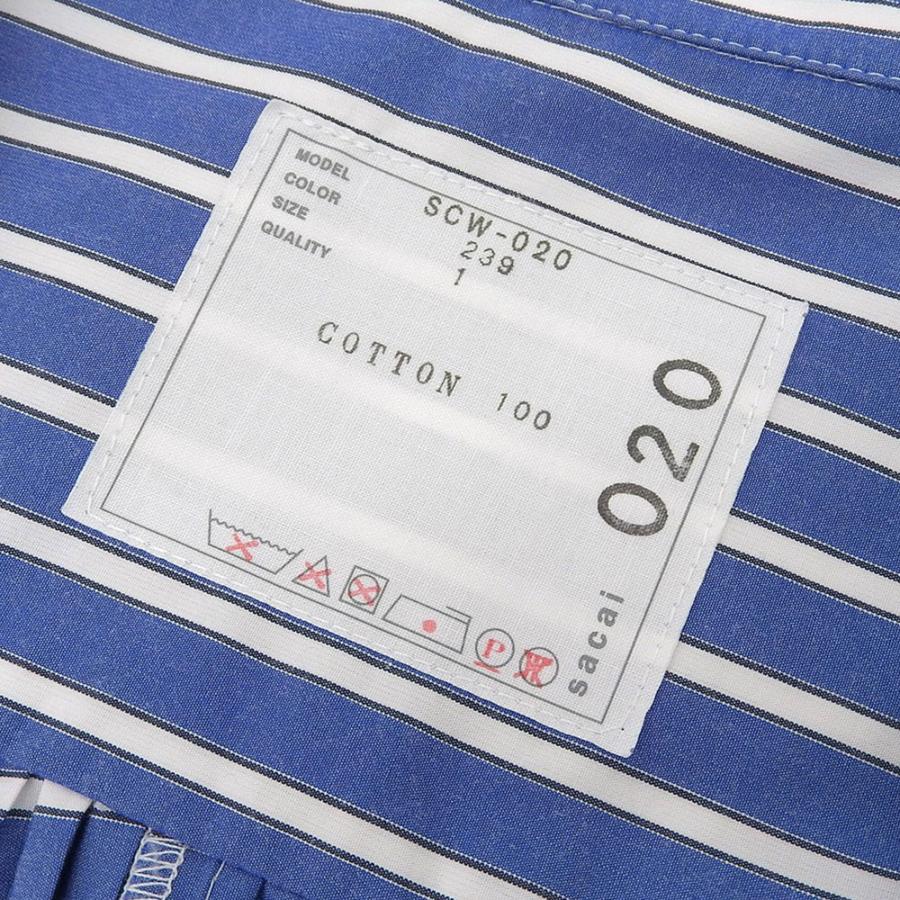 MODEL SCW-020
COLOR 239
SIZE 1
QUALITY
COTTON 100
020
sacai
P
W